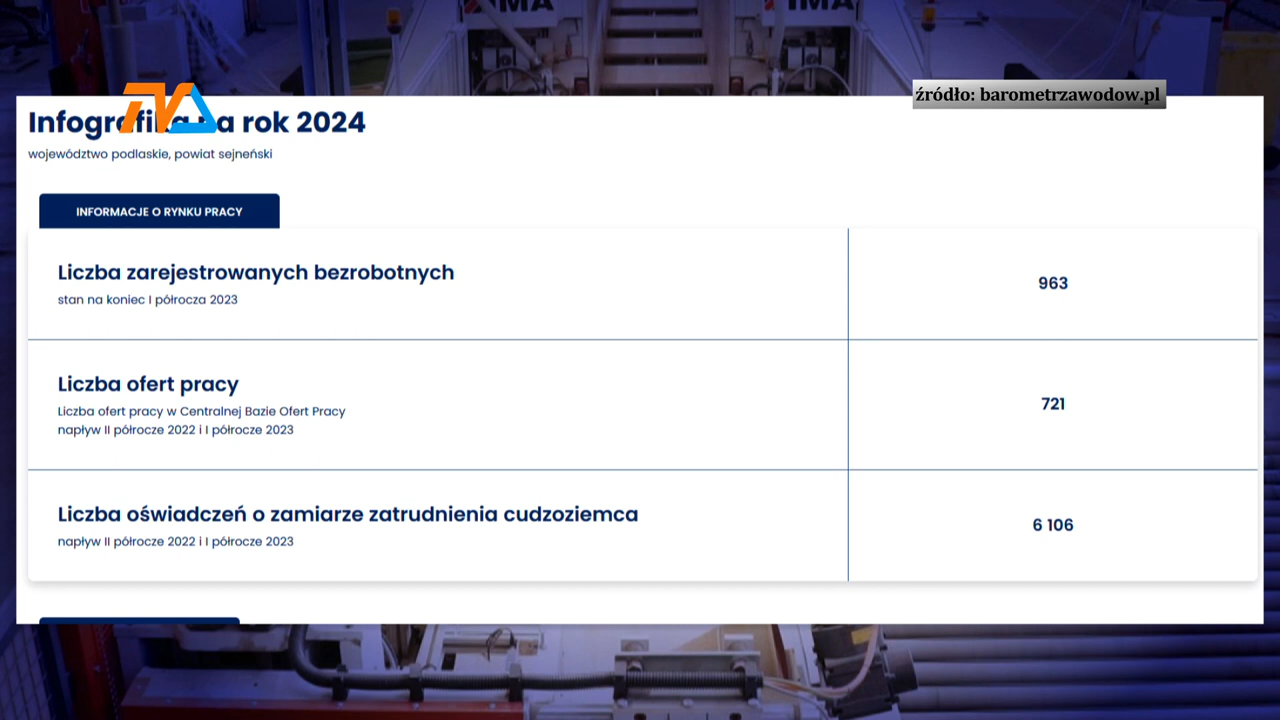 IMA
IMA
źródło: barometrzawodow.pl
Infografika na rok 2024
województwo podlaskie, powiat sejneński
INFORMACJE O RYNKU PRACY
Liczba zarejestrowanych bezrobotnych
963
stan na koniec I półrocza 2023
Liczba ofert pracy
721
Liczba ofert pracy w Centralnej Bazie Ofert Pracy
napływ II półrocze 2022 i I półrocze 2023
Liczba oświadczeń o zamiarze zatrudnienia cudzoziemca
6 106
napływ II półrocze 2022 i I półrocze 2023